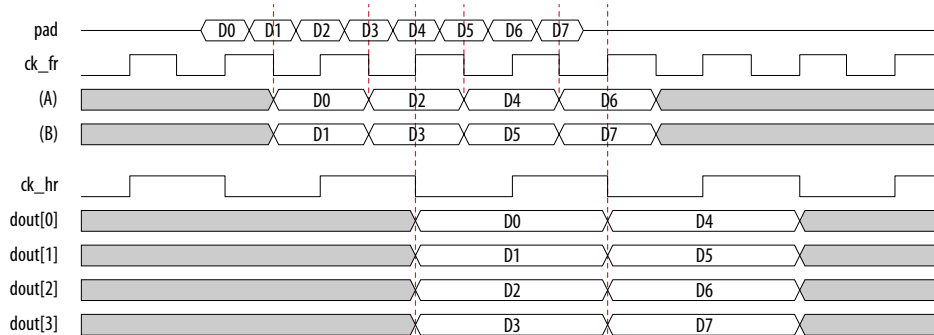 pad D0 D1 D2 D3 D4 D5 D6 D7
ck_fr
(A) D0 D2 D4 D6
(B) D1 D3 D5 D7
ck_hr
dout[0] D0 D4
dout[1] D1 D5
dout[2] D2 D6
dout[3] D3 D7